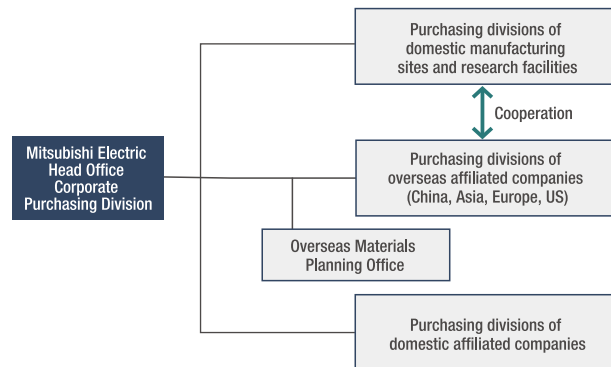 Purchasing divisions of
domestic manufacturing
sites and research facilities
Cooperation
Mitsubishi Electric
Head Office
Corporate
Purchasing Division
Purchasing divisions of
overseas affiliated companies
(China, Asia, Europe, US)
Overseas Materials
Planning Office
Purchasing divisions of
domestic affiliated companies